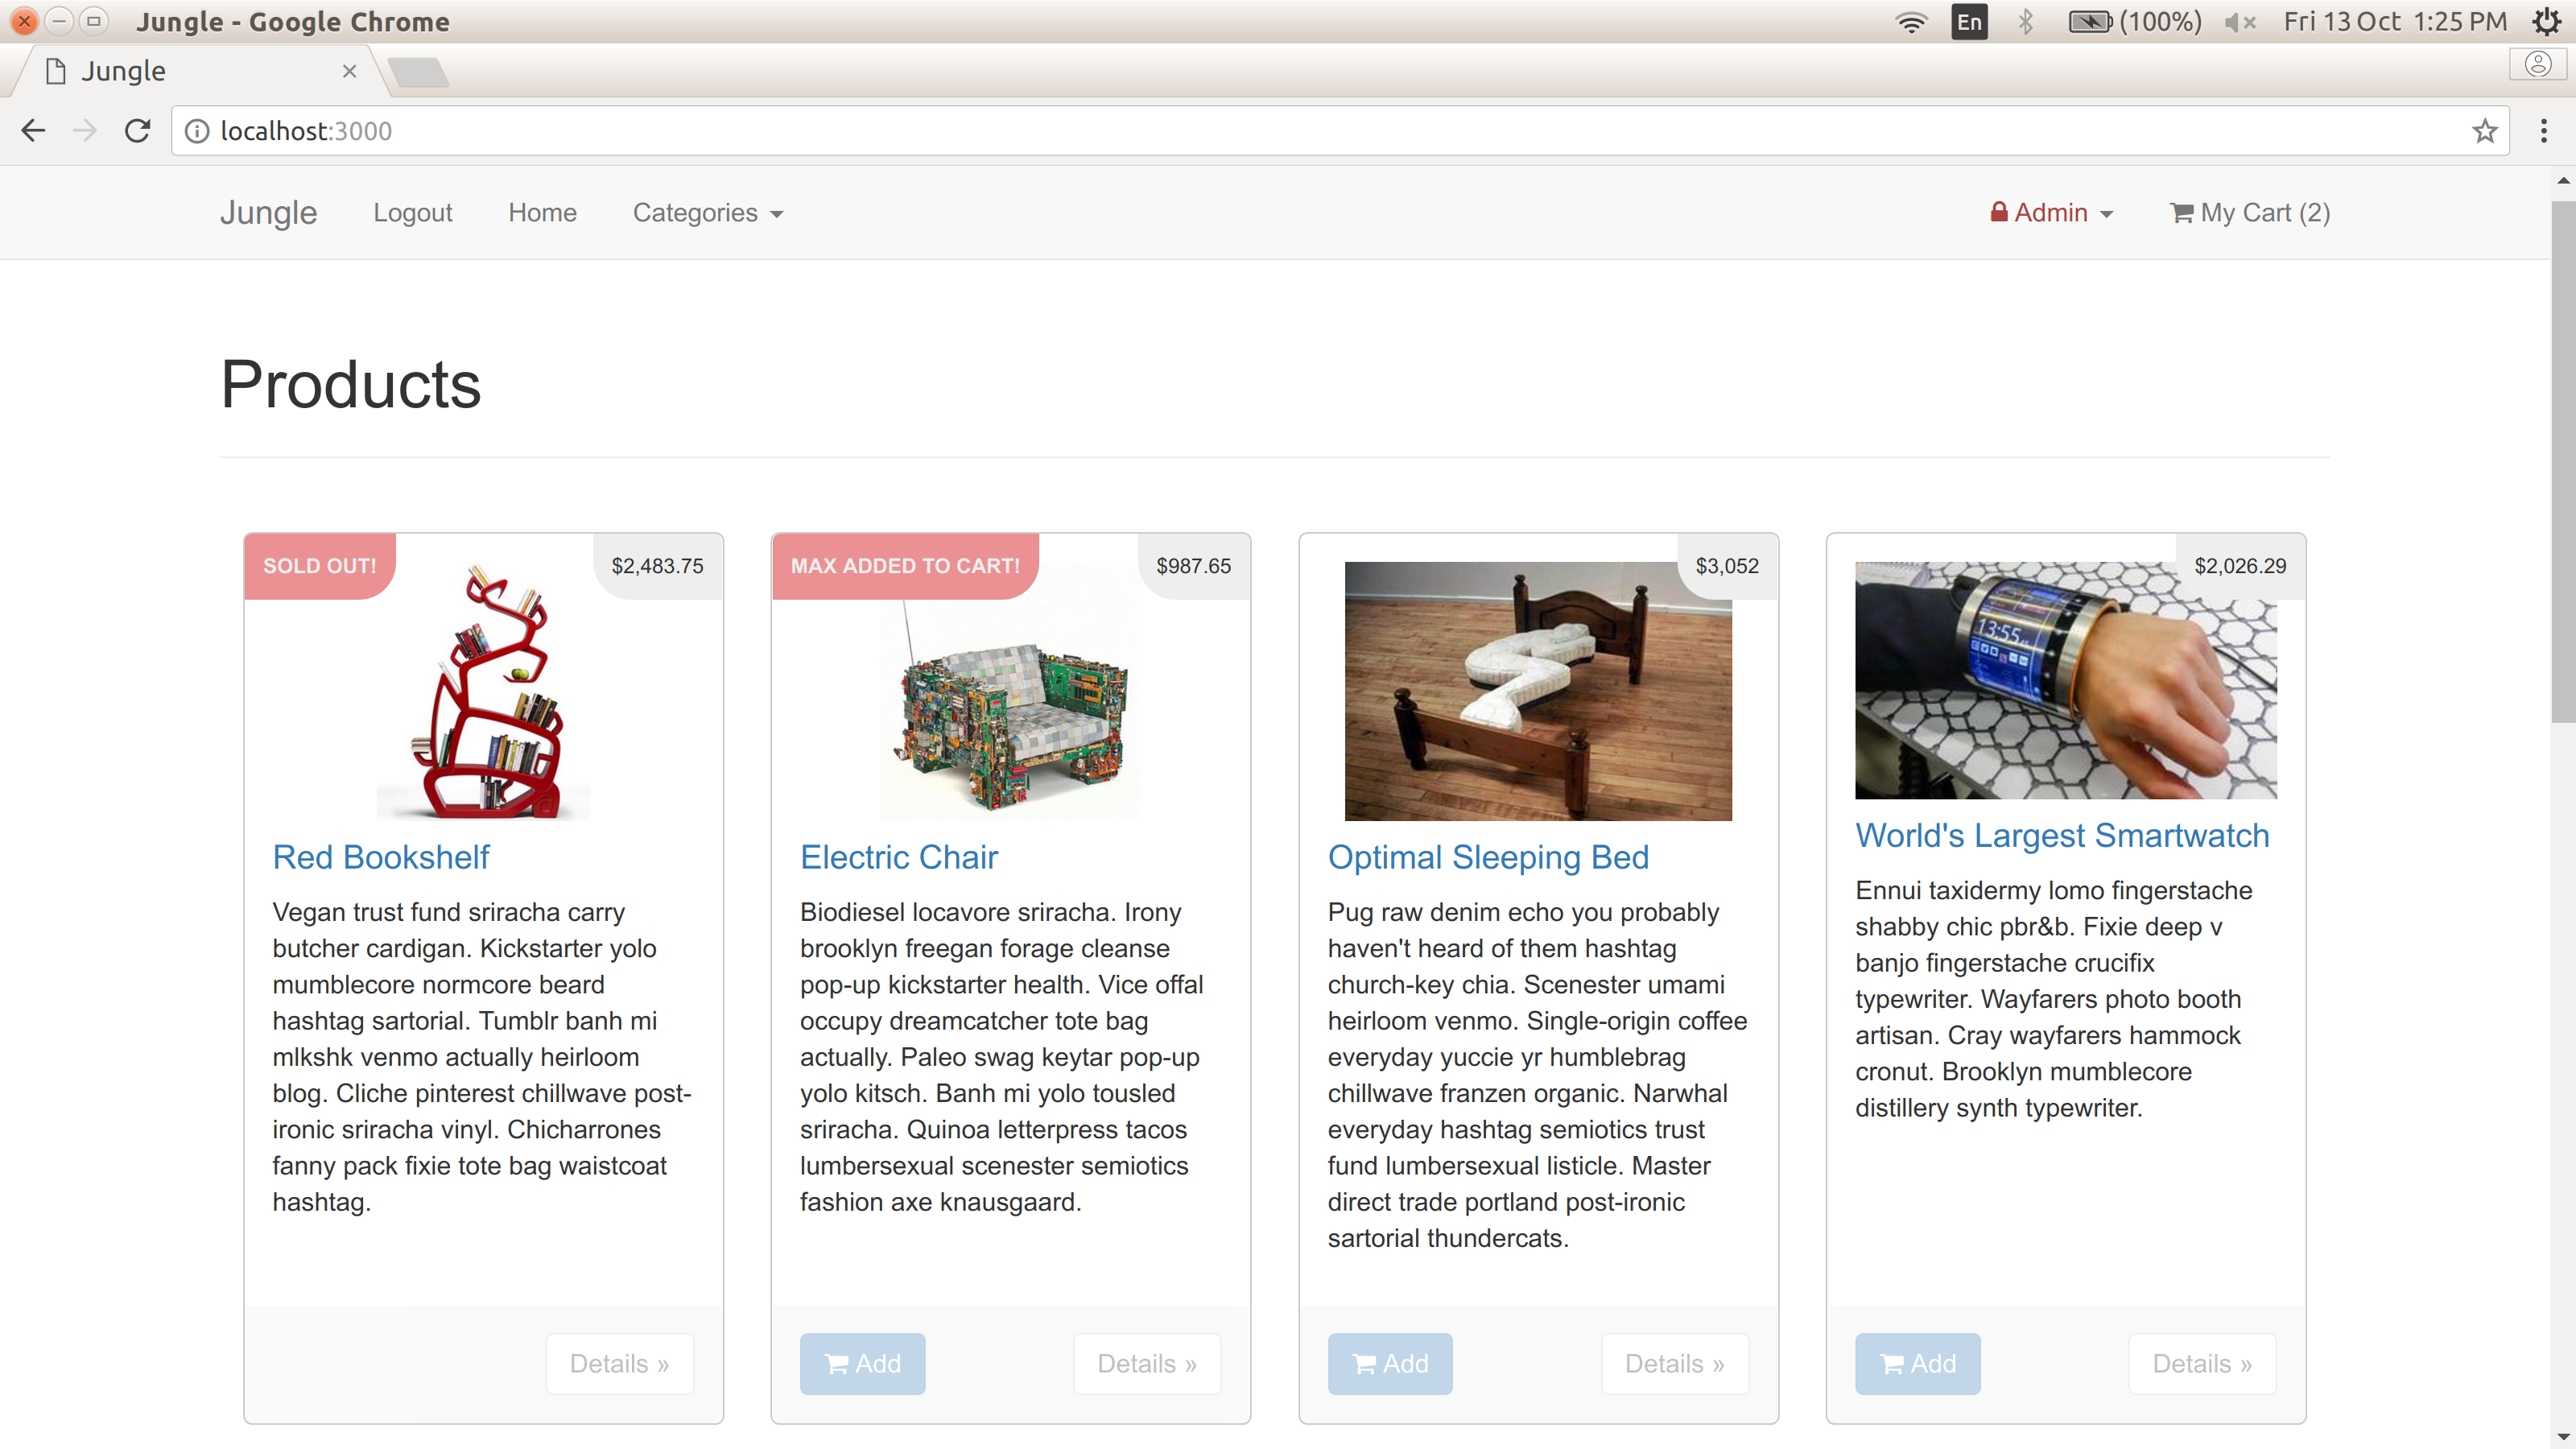 Jungle - Google Chrome
En (100%) Fri 13 Oct 1:25 PM
Jungle
localhost:3000
Jungle Logout Home Categories Admin My Cart (2)
Products
SOLD OUT! $2,483.75
Red Bookshelf
Vegan trust fund sriracha carry
butcher cardigan. Kickstarter yolo
mumblecore normcore beard
hashtag sartorial. Tumblr banh mi
mlkshk venmo actually heirloom
blog. Cliche pinterest chillwave post-
ironic sriracha vinyl. Chicharrones
fanny pack fixie tote bag waistcoat
hashtag.
Details »
MAX ADDED TO CART! $987.65
Electric Chair
Biodiesel locavore sriracha. Irony
brooklyn freegan forage cleanse
pop-up kickstarter health. Vice offal
occupy dreamcatcher tote bag
actually. Paleo swag keytar pop-up
yolo kitsch. Banh mi yolo tousled
sriracha. Quinoa letterpress tacos
lumbersexual scenester semiotics
fashion axe knausgaard.
Add Details »
$3,052
Optimal Sleeping Bed
Pug raw denim echo you probably
haven't heard of them hashtag
church-key chia. Scenester umami
heirloom venmo. Single-origin coffee
everyday yuccie yr humblebrag
chillwave franzen organic. Narwhal
everyday hashtag semiotics trust
fund lumbersexual listicle. Master
direct trade portland post-ironic
sartorial thundercats.
Add Details »
$2,026.29
13:55
World's Largest Smartwatch
Ennui taxidermy lomo fingerstache
shabby chic pbr&b. Fixie deep v
banjo fingerstache crucifix
typewriter. Wayfarers photo booth
artisan. Cray wayfarers hammock
cronut. Brooklyn mumblecore
distillery synth typewriter.
Add Details »